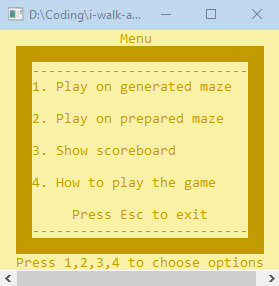 D:\Coding\i-walk-a...
Menu
-----------------------------
1. Play on generated maze
2. Play on prepared maze
3. Show scoreboard
4. How to play the game
Press Esc to exit
-----------------------------
Press 1,2,3,4 to choose options